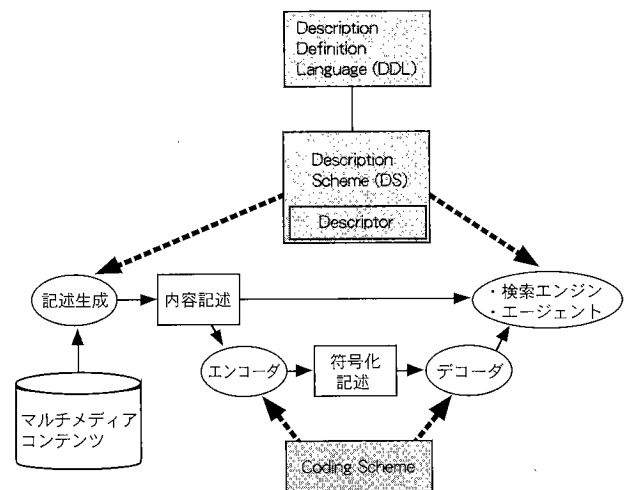 Description
Definition
Language (DDL)
Description
Scheme (DS)
Descriptor
記述生成
内容記述
・検索エンジン
・エージェント
エンコーダ
符号化
記述
デコーダ
マルチメディア
コンテンツ
Coding Scheme